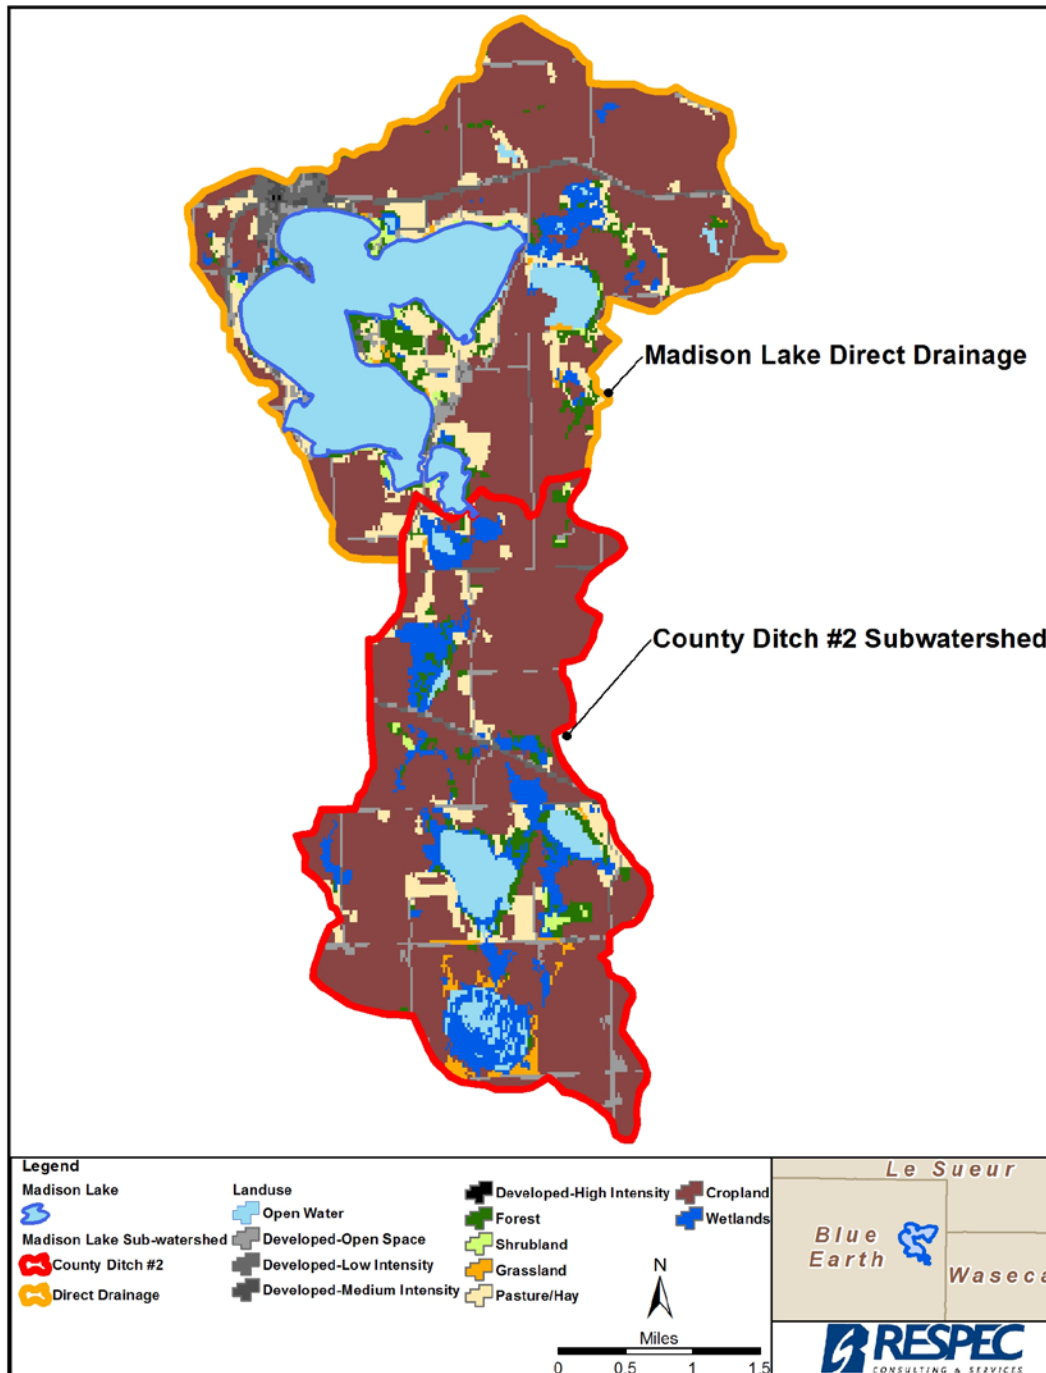 Madison Lake Direct Drainage
County Ditch #2 Subwatershed
Legend
Madison Lake
Madison Lake Sub-watershed
County Ditch #2
Direct Drainage
Landuse
Open Water
Developed-Open Space
Developed-Low Intensity
Developed-Medium Intensity
Developed-High Intensity
Forest
Shrubland
Grassland
Pasture/Hay
Cropland
Wetlands
N
Miles
0 0.5 1 1.5
Le Sueur
Blue
Earth
Waseca
RESPEC
CONSULTING & SERVICES